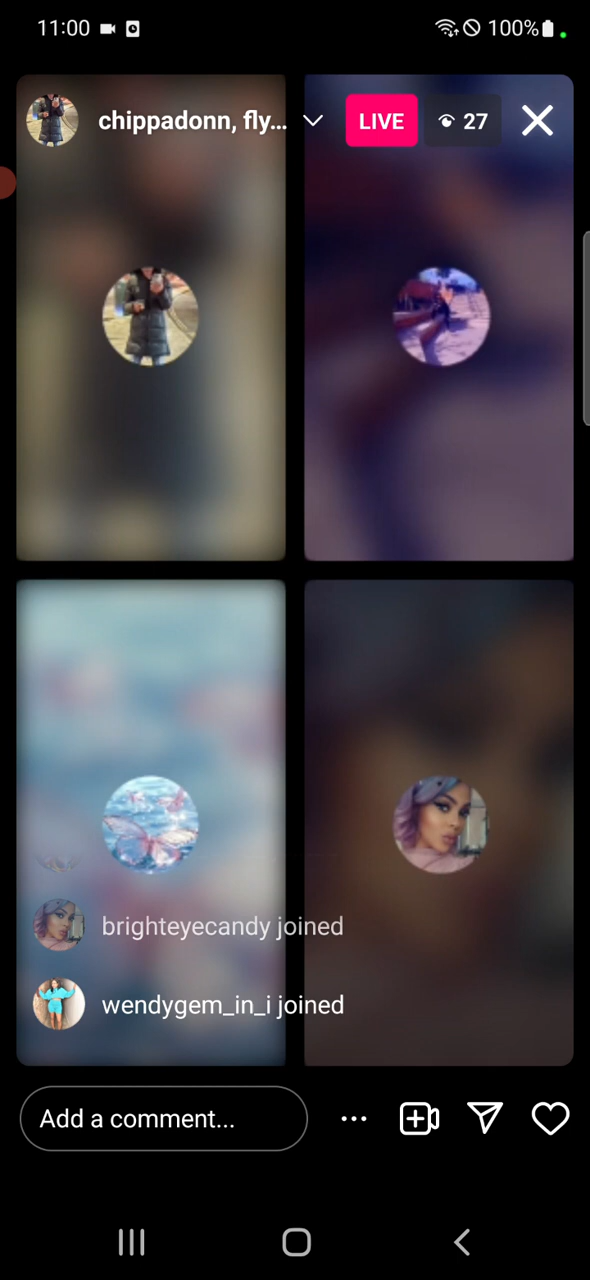 11:00
100%
chippadonn, fly...
LIVE
27
brighteyecandy joined
wendygem_in_i joined
Add a comment...